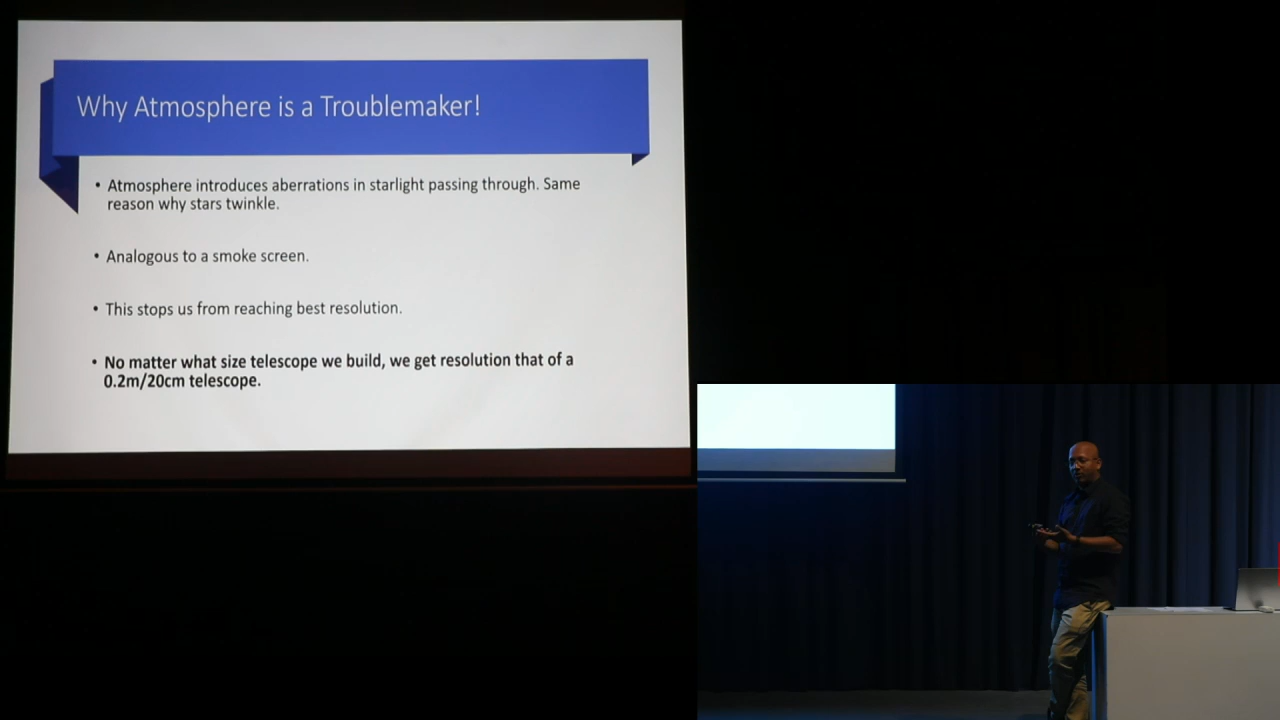 Why Atmosphere is a Troublemaker!
• Atmosphere introduces aberrations in starlight passing through. Same
reason why stars twinkle.
• Analogous to a smoke screen.
• This stops us from reaching best resolution.
• No matter what size telescope we build, we get resolution that of a
0.2m/20cm telescope.